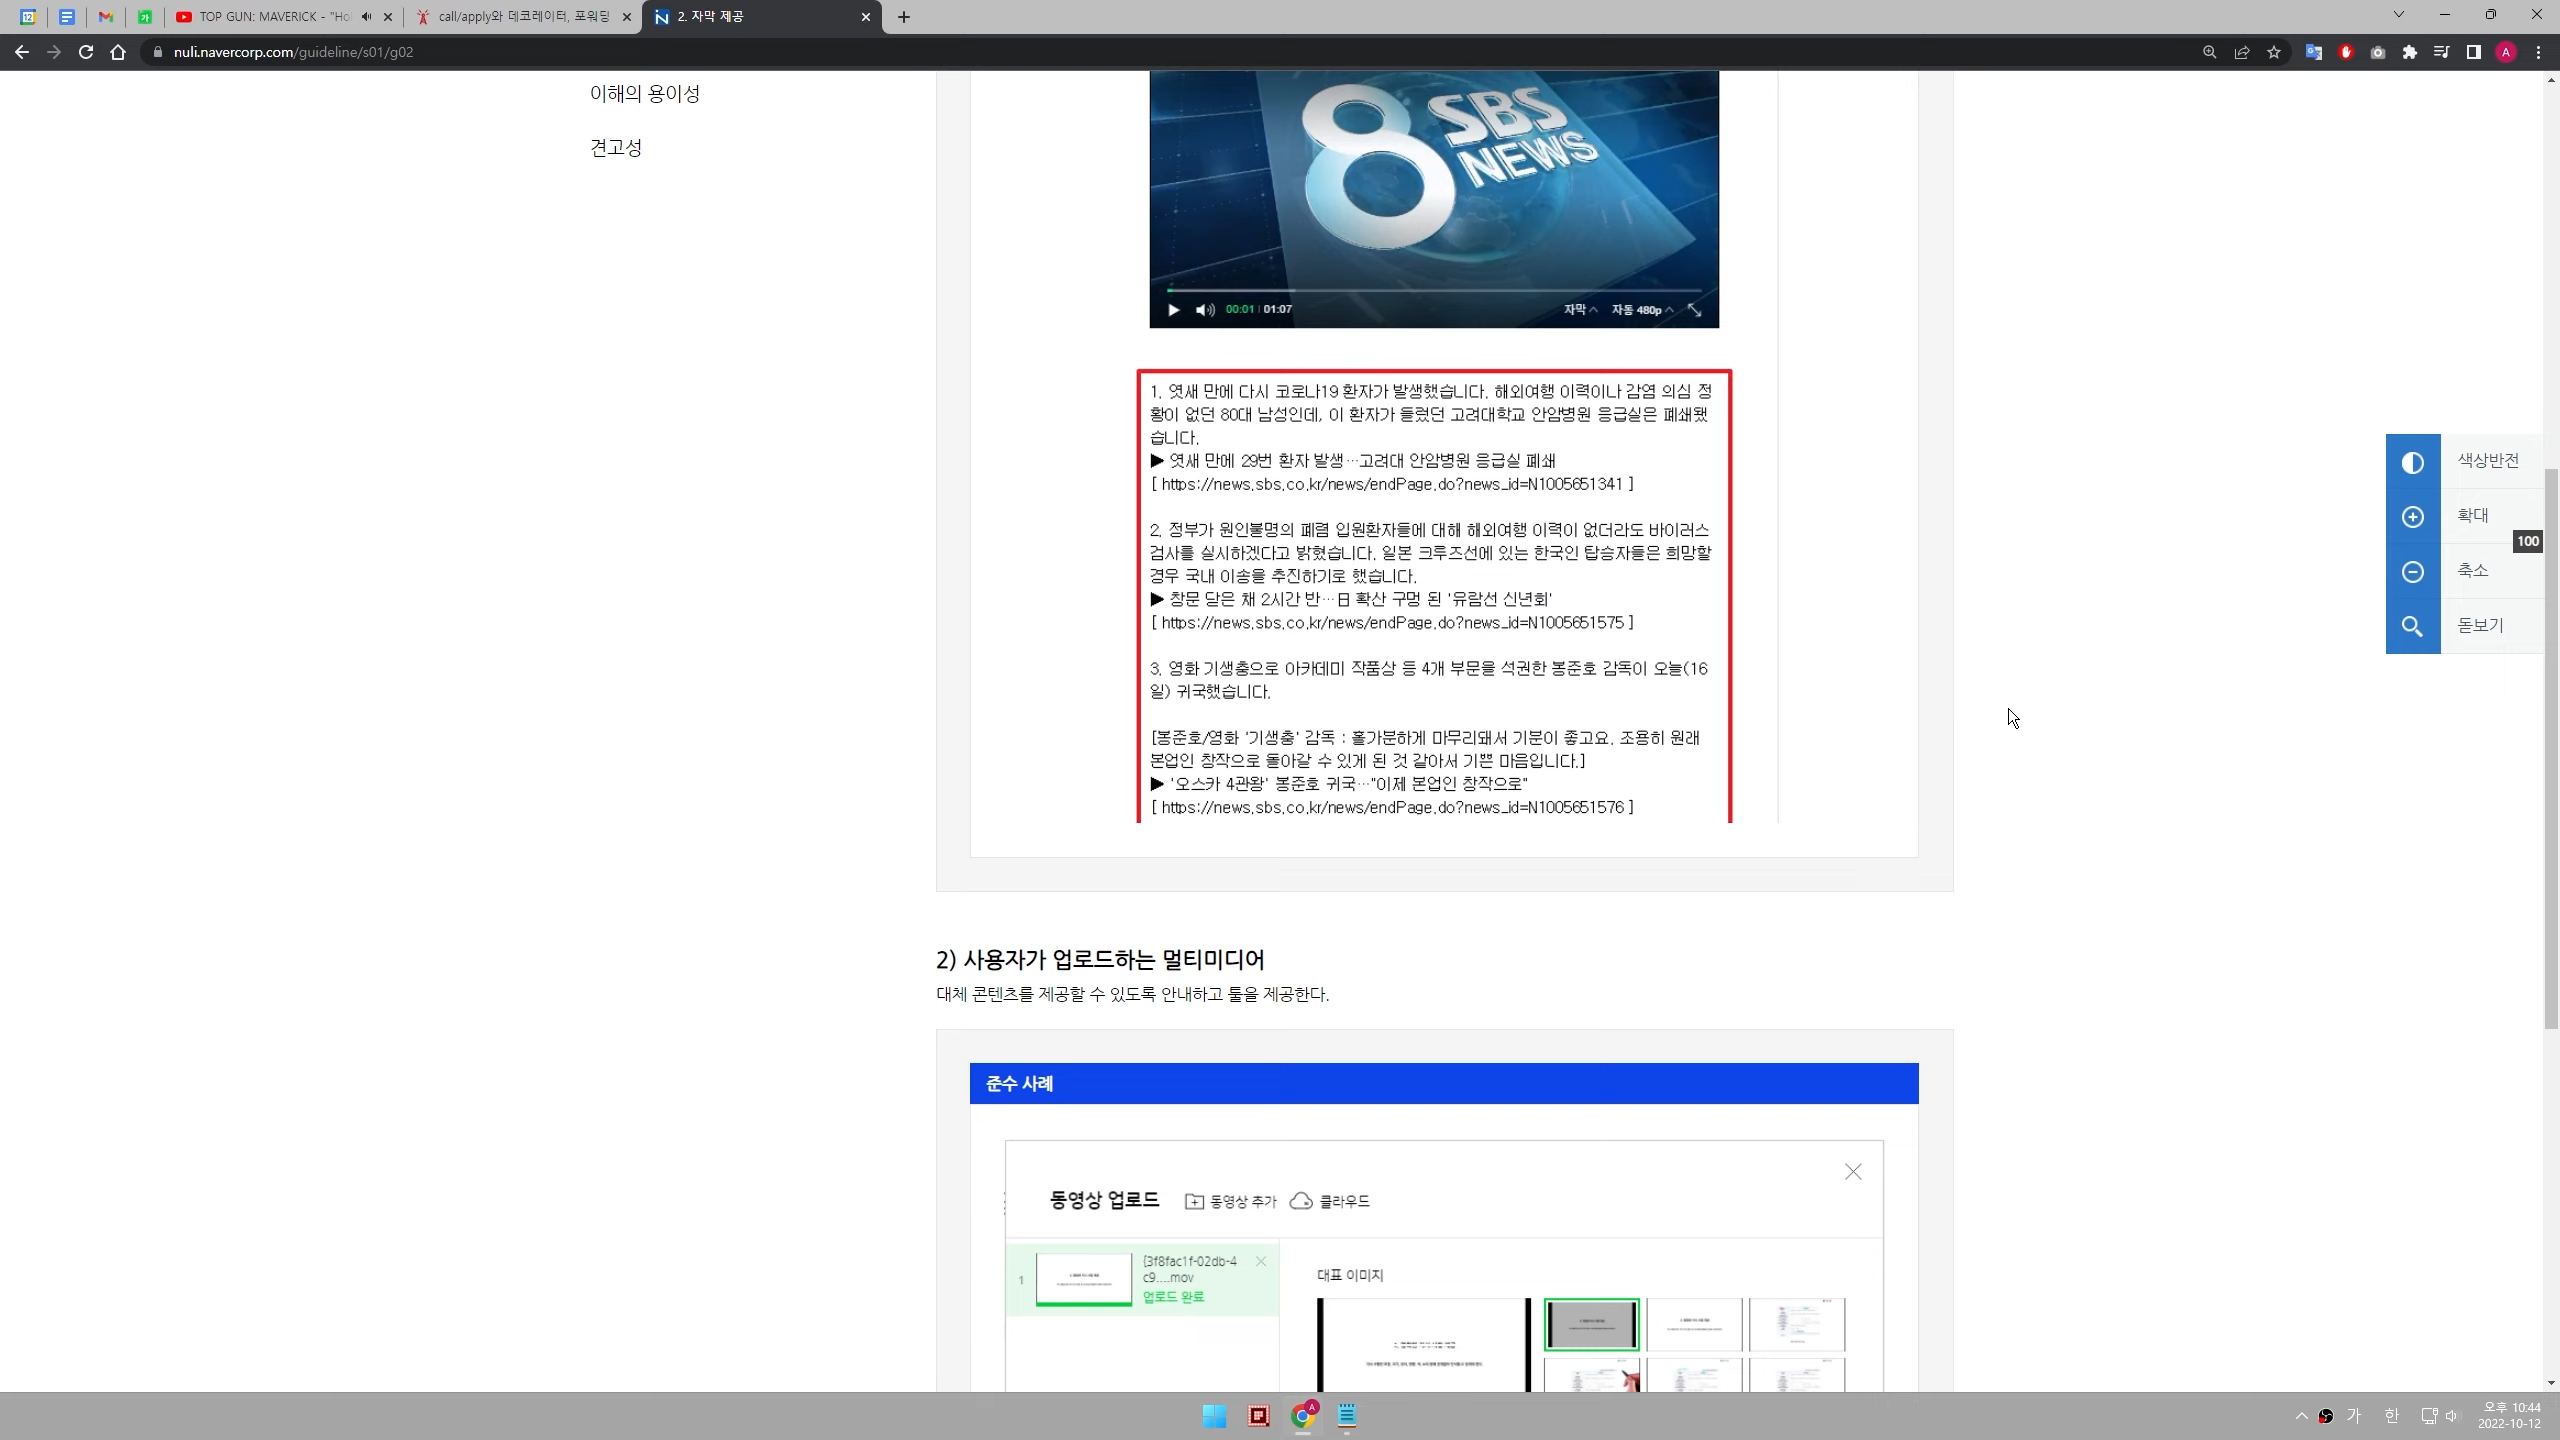 TOP GUN: MAVERICK - "Hol
call/apply와 데코레이터, 포워딩
2. 자막 제공
nuli.navercorp.com/guideline/s01/g02
A
이해의 용이성
견고성
8 SBS NEWS
00:01 | 01:07
자막
자동 480p
1. 엿새 만에 다시 코로나19 환자가 발생했습니다. 해외여행 이력이나 감염 의심 정
황이 없던 80대 남성인데, 이 환자가 들렀던 고려대학교 안암병원 응급실은 폐쇄됐
습니다.
▶ 엿새 만에 29번 환자 발생…고려대 안암병원 응급실 폐쇄
[ https://news.sbs.co.kr/news/endPage.do?news_id=N1005651341 ]
2. 정부가 원인불명의 폐렴 입원환자들에 대해 해외여행 이력이 없더라도 바이러스
검사를 실시하겠다고 밝혔습니다. 일본 크루즈선에 있는 한국인 탑승자들은 희망할
경우 국내 이송을 추진하기로 했습니다.
▶ 창문 닫은 채 2시간 반…日 확산 구멍 된 '유람선 신년회'
[ https://news.sbs.co.kr/news/endPage.do?news_id=N1005651575 ]
3. 영화 기생충으로 아카데미 작품상 등 4개 부문을 석권한 봉준호 감독이 오늘(16
일) 귀국했습니다.
[봉준호/영화 '기생충' 감독 : 홀가분하게 마무리돼서 기분이 좋고요. 조용히 원래
본업인 창작으로 돌아갈 수 있게 된 것 같아서 기쁜 마음입니다.]
▶ '오스카 4관왕' 봉준호 귀국…"이제 본업인 창작으로"
[ https://news.sbs.co.kr/news/endPage.do?news_id=N1005651576 ]
색상반전
확대
100
축소
돋보기
2) 사용자가 업로드하는 멀티미디어
대체 콘텐츠를 제공할 수 있도록 안내하고 툴을 제공한다.
준수 사례
동영상 업로드
동영상 추가
클라우드
1
{3f8fac1f-02db-4
c9....mov
업로드 완료
대표 이미지
가
한
오후 10:44
2022-10-12